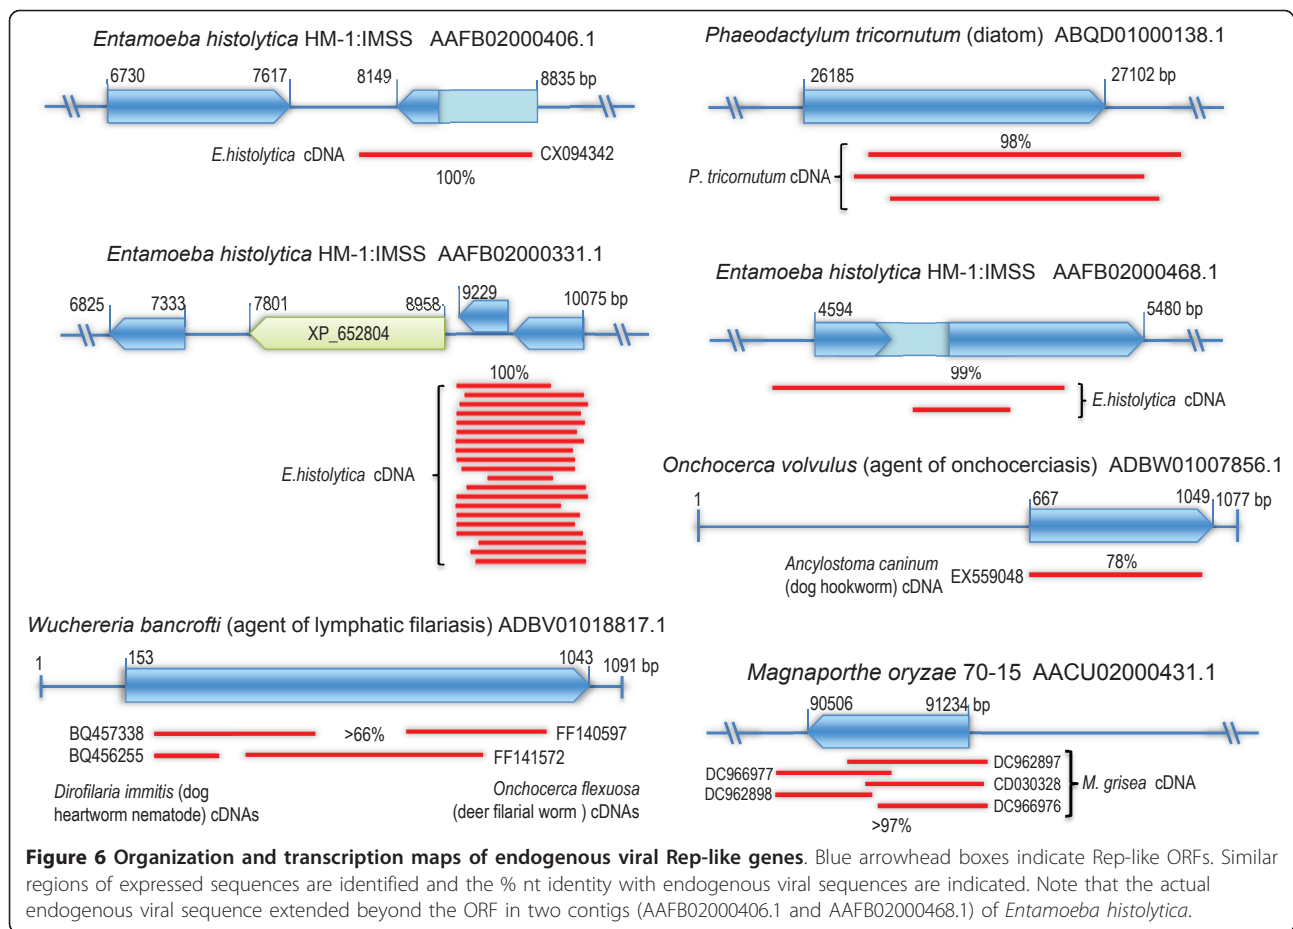 Entamoeba histolytica HM-1:IMSS AAFB02000406.1
6730 7617 8149 8835 bp
E.histolytica cDNA CX094342
100%
Phaeodactylum tricornutum (diatom) ABQD01000138.1
26185 27102 bp
98%
P. tricornutum cDNA
Entamoeba histolytica HM-1:IMSS AAFB02000331.1
6825 7333 7801 8958 9229 10075 bp
XP_652804
100%
E.histolytica cDNA
Entamoeba histolytica HM-1:IMSS AAFB02000468.1
4594 5480 bp
99%
E.histolytica cDNA
Onchocerca volvulus (agent of onchocerciasis) ADBW01007856.1
1 667 1049 1077 bp
Ancylostoma caninum
(dog hookworm) cDNA
EX559048 78%
Wuchereria bancrofti (agent of lymphatic filariasis) ADBV01018817.1
1 153 1043 1091 bp
BQ457338 >66% FF140597
BQ456255 FF141572
Dirofilaria immitis (dog
heartworm nematode) cDNAs
Onchocerca flexuosa
(deer filarial worm ) cDNAs
Magnaporthe oryzae 70-15 AACU02000431.1
90506 91234 bp
DC962897
DC966977
CD030328
DC962898
DC966976
M. grisea cDNA
>97%
Figure 6 Organization and transcription maps of endogenous viral Rep-like genes. Blue arrowhead boxes indicate Rep-like ORFs. Similar
regions of expressed sequences are identified and the % nt identity with endogenous viral sequences are indicated. Note that the actual
endogenous viral sequence extended beyond the ORF in two contigs (AAFB02000406.1 and AAFB02000468.1) of Entamoeba histolytica.